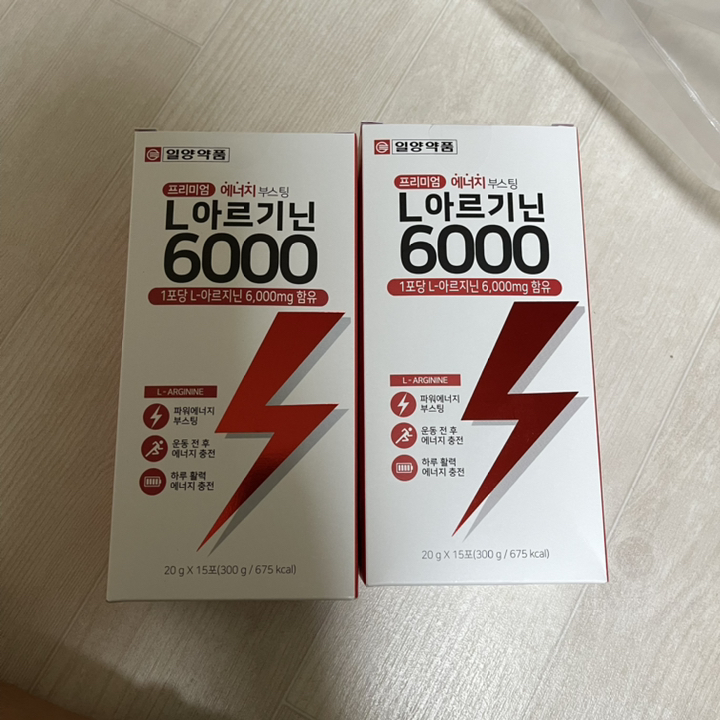 일양약품
프리미엄 에너지 부스팅
L아르기닌
6000
1포당 L-아르지닌 6,000mg 함유
L-ARGININE
파워에너지
부스팅
운동 전 후
에너지 충전
하루 활력
에너지 충전
20 g X 15포(300 g / 675 kcal)
일양약품
프리미엄 에너지 부스팅
L아르기닌
6000
1포당 L-아르지닌 6,000mg 함유
L-ARGININE
파워에너지
부스팅
운동 전 후
에너지 충전
하루 활력
에너지 충전
20 g X 15포(300 g / 675 kcal)